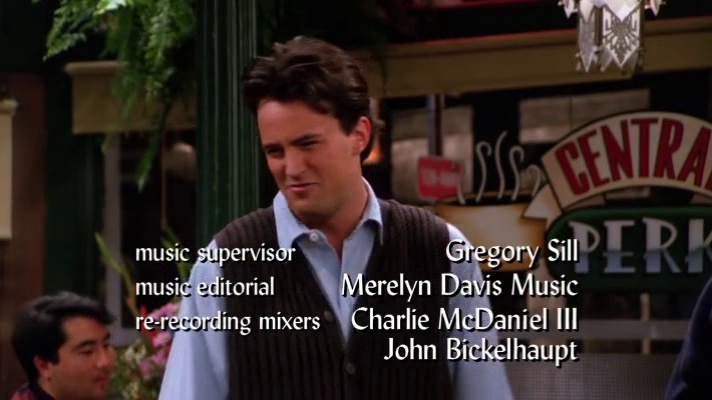 CENTRAL
PERK
music supervisor Gregory Sill
music editorial Merelyn Davis Music
re-recording mixers Charlie McDaniel III
John Bickelhaupt